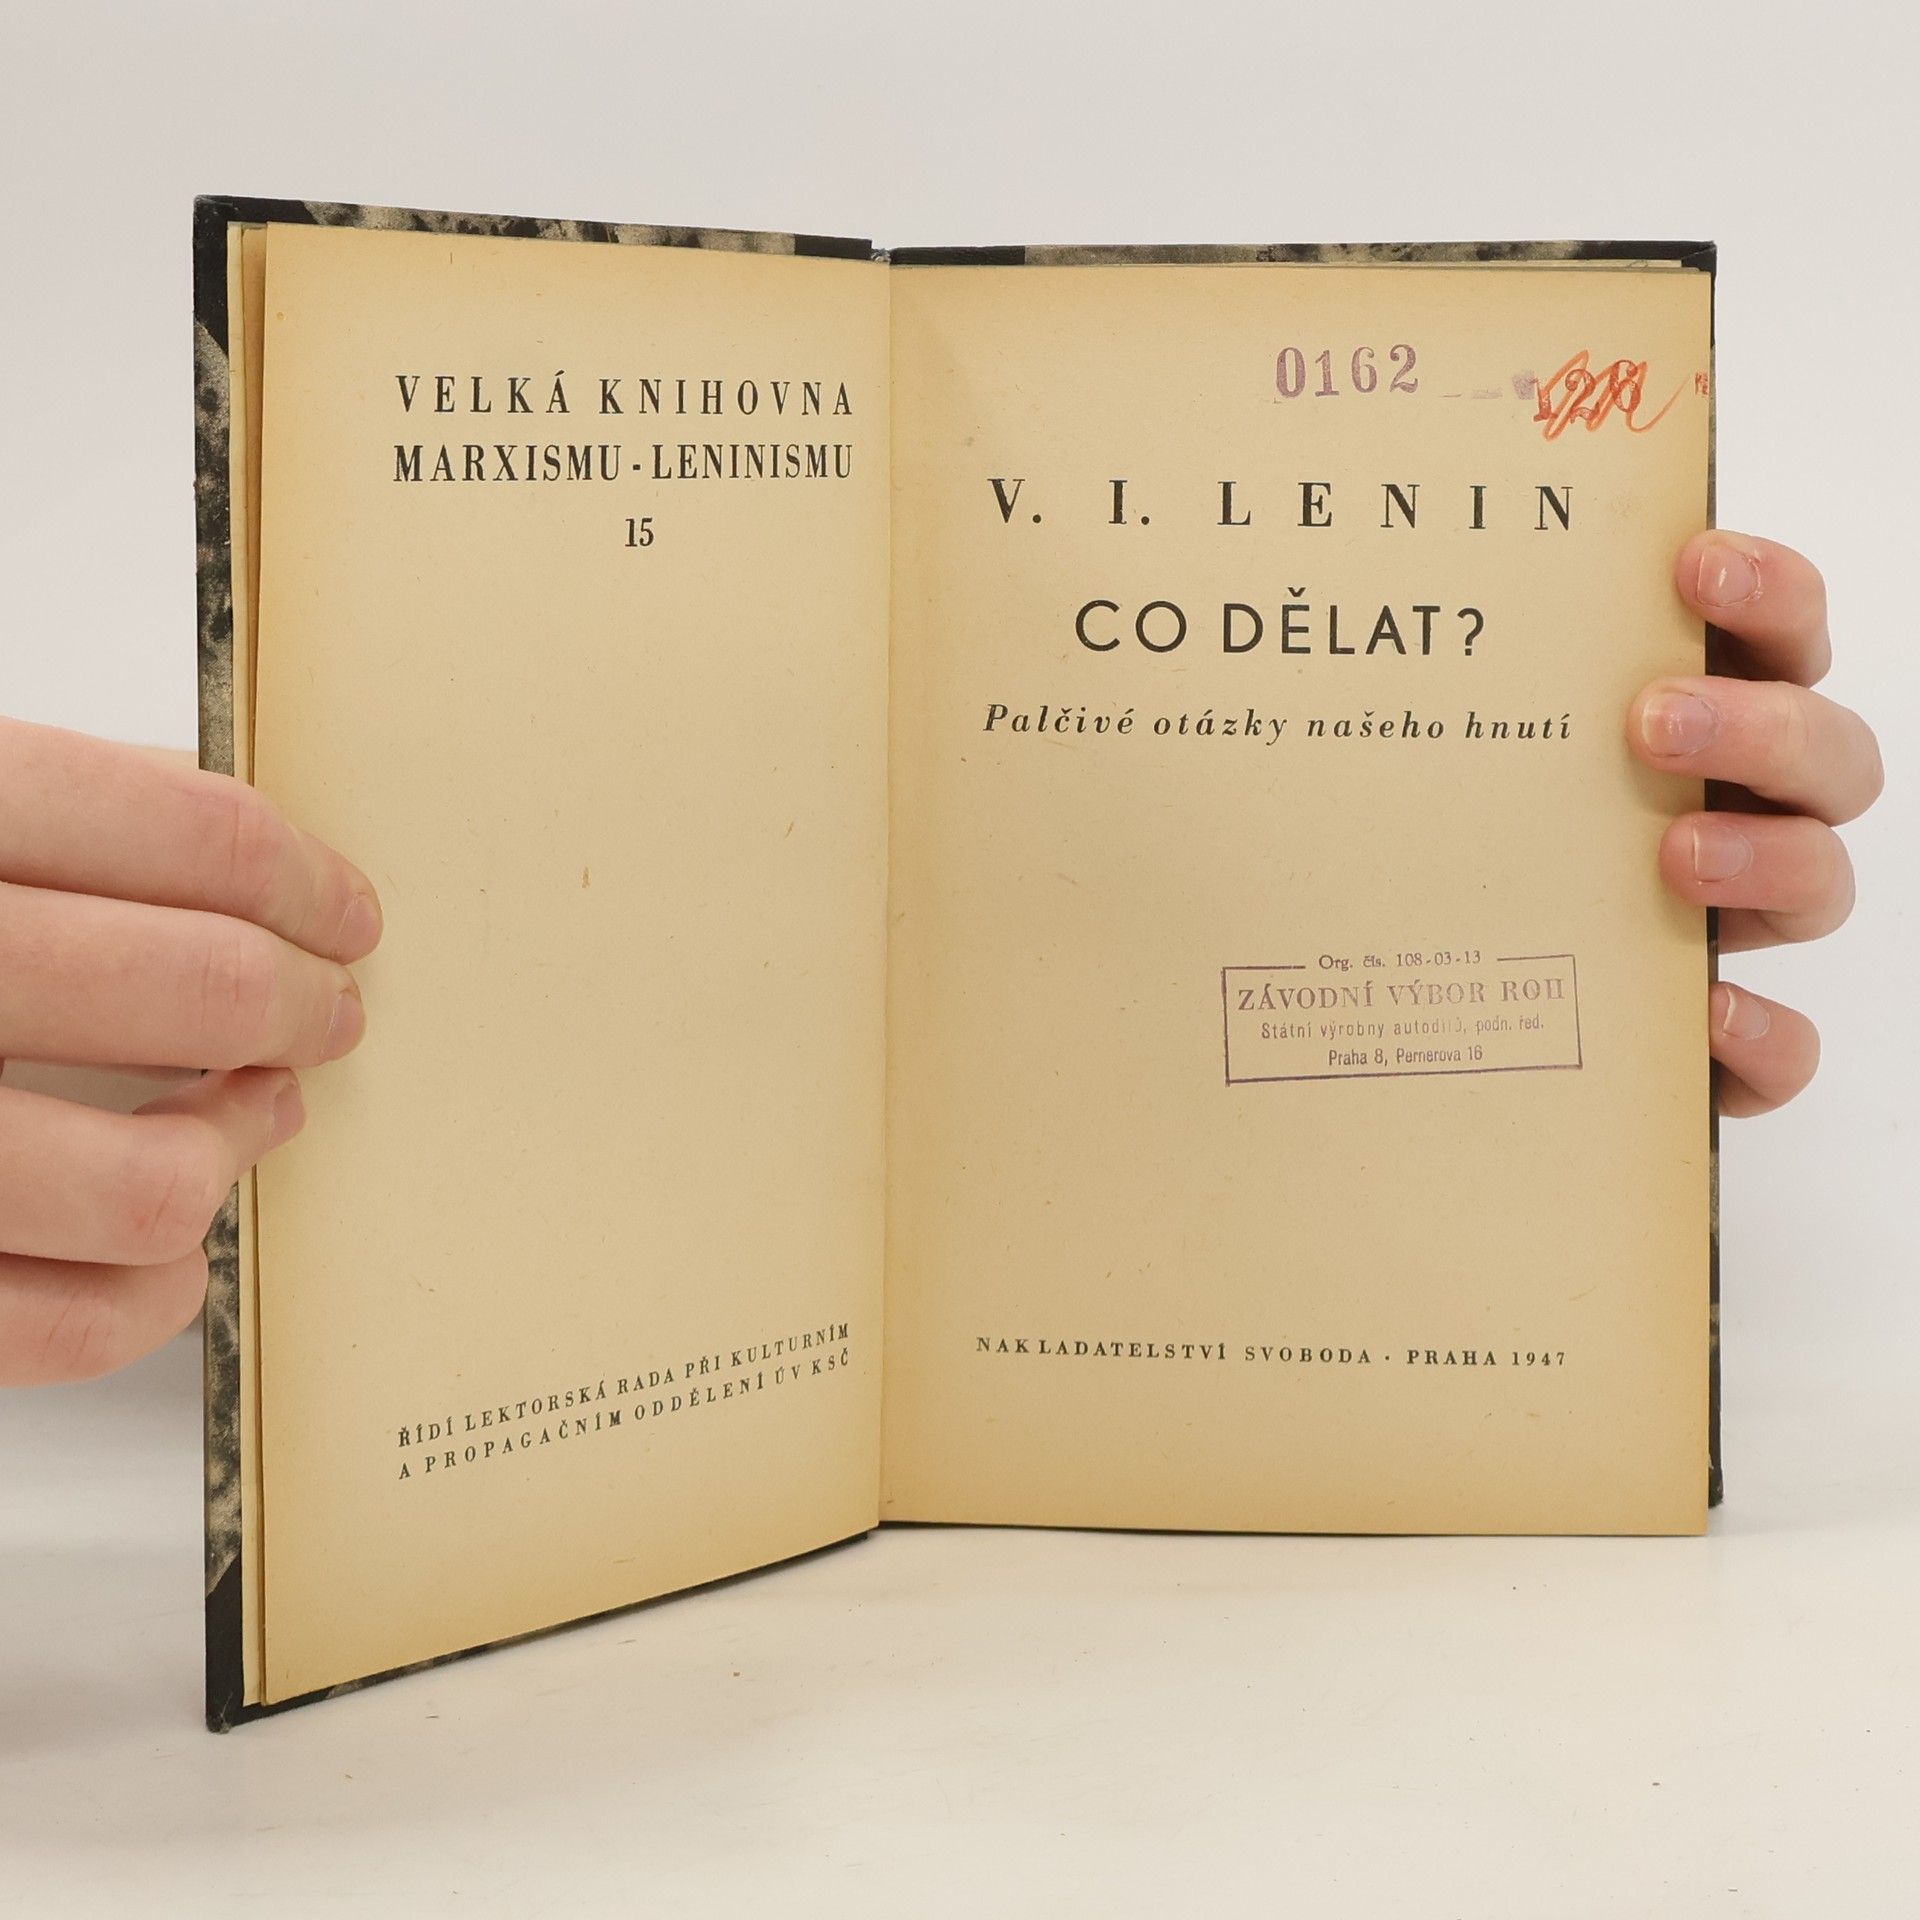 VELKÁ KNIHOVNA
MARXISMU-LENINISMU
15
ŘÍDÍ LEKTORSKÁ RADA PŘI KULTURNÍM
A PROPAGAČNÍM ODDĚLENÍ ÚV KSČ
0162
126
V. I. LENIN
CO DĚLAT?
Palčivé otázky našeho hnutí
Org. čís. 108-03-13
ZÁVODNÍ VÝBOR ROH
Státní výrobny autodílů, podn. řed.
Praha 8, Pernerova 16
NAKLADATELSTVÍ SVOBODA · PRAHA 1947